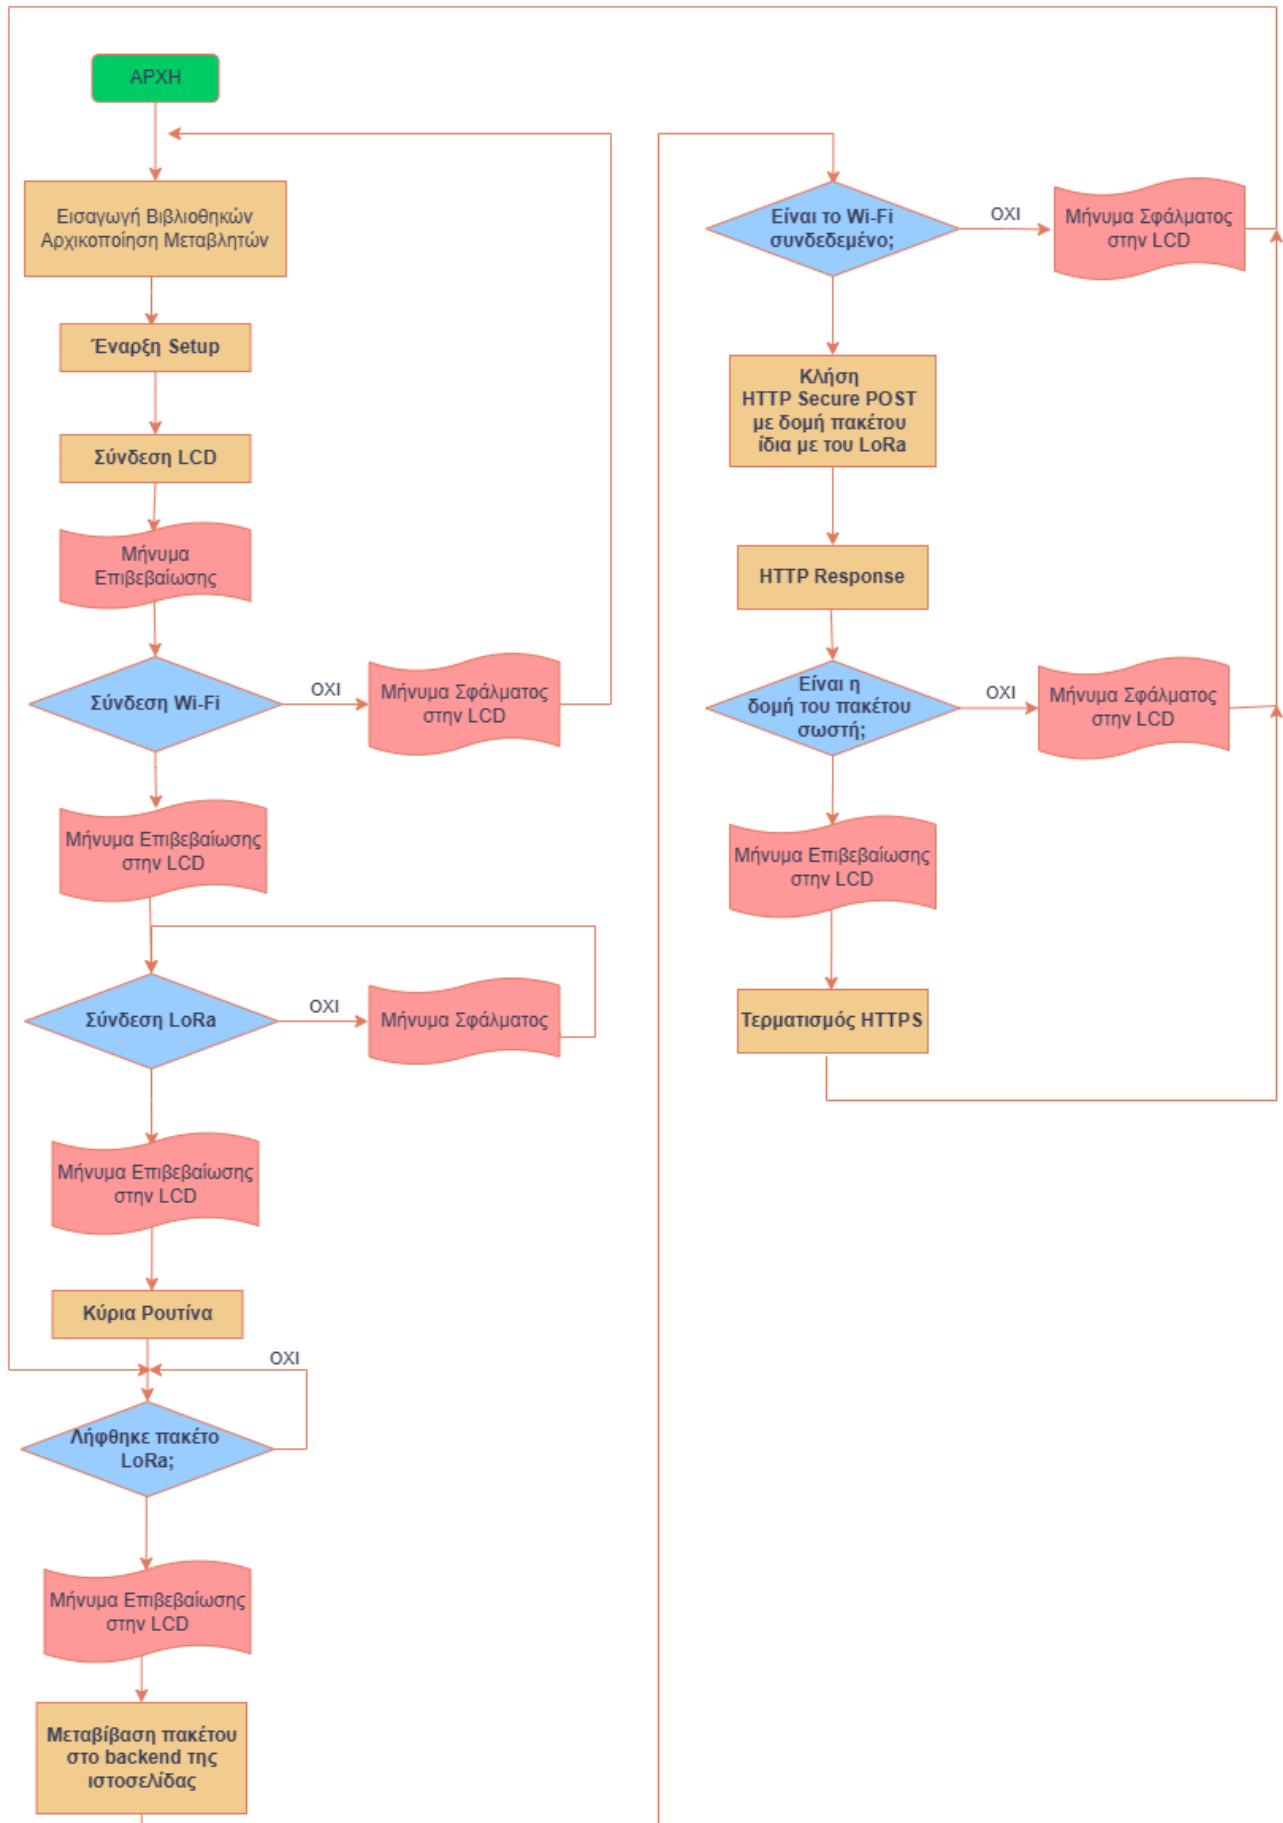 ΑΡΧΗ
Εισαγωγή Βιβλιοθηκών
Αρχικοποίηση Μεταβλητών
Έναρξη Setup
Σύνδεση LCD
Μήνυμα
Επιβεβαίωσης
Σύνδεση Wi-Fi
ΟΧΙ
Μήνυμα Σφάλματος
στην LCD
Μήνυμα Επιβεβαίωσης
στην LCD
Σύνδεση LoRa
ΟΧΙ
Μήνυμα Σφάλματος
Μήνυμα Επιβεβαίωσης
στην LCD
Κύρια Ρουτίνα
ΟΧΙ
Λήφθηκε πακέτο
LoRa;
Μήνυμα Επιβεβαίωσης
στην LCD
Μεταβίβαση πακέτου
στο backend της
ιστοσελίδας
Είναι το Wi-Fi
συνδεδεμένο;
ΟΧΙ
Μήνυμα Σφάλματος
στην LCD
Κλήση
HTTP Secure POST
με δομή πακέτου
ίδια με του LoRa
HTTP Response
Είναι η
δομή του πακέτου
σωστή;
ΟΧΙ
Μήνυμα Σφάλματος
στην LCD
Μήνυμα Επιβεβαίωσης
στην LCD
Τερματισμός HTTPS